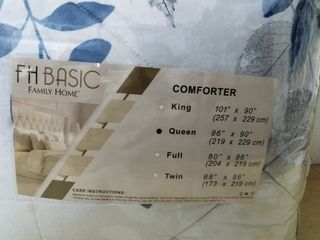 FH BASIC
FAMILY HOME
COMFORTER
King 101" x 90"
(257 x 229 cm)
Queen 86" x 90"
(219 x 229 cm)
Full 80" x 86"
(204 x 219 cm)
Twin 68" x 86"
(173 x 219 cm)
CARE INSTRUCTIONS: